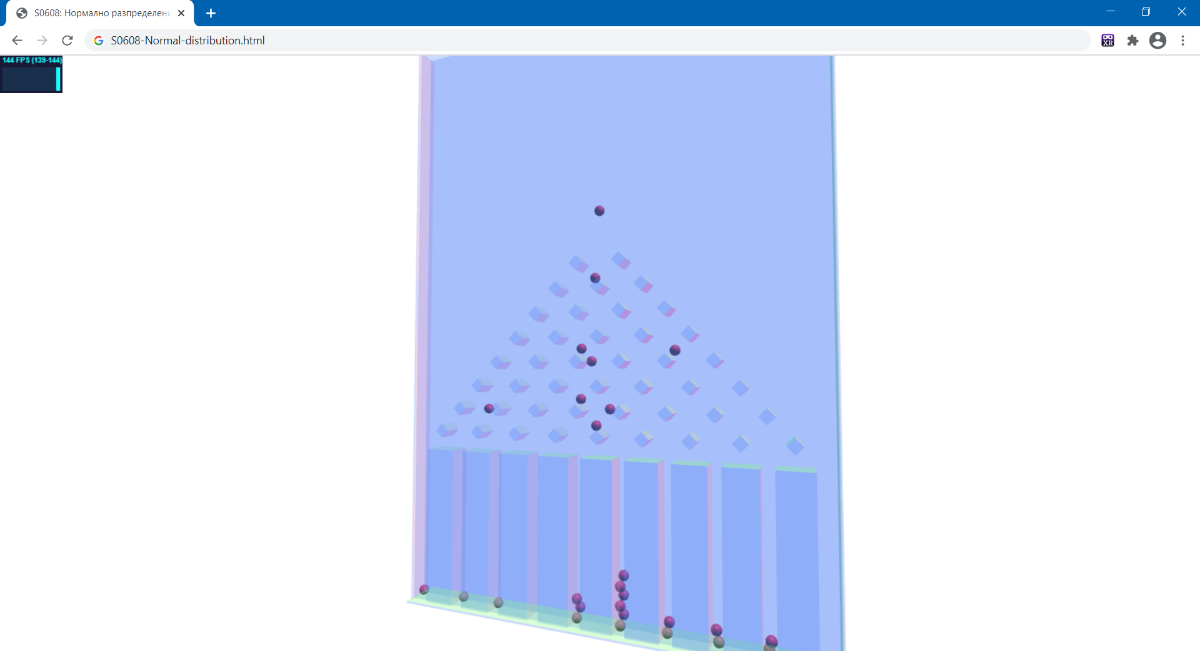 S0608: Нормално разпределен
S0608-Normal-distribution.html
144 FPS (139-144)